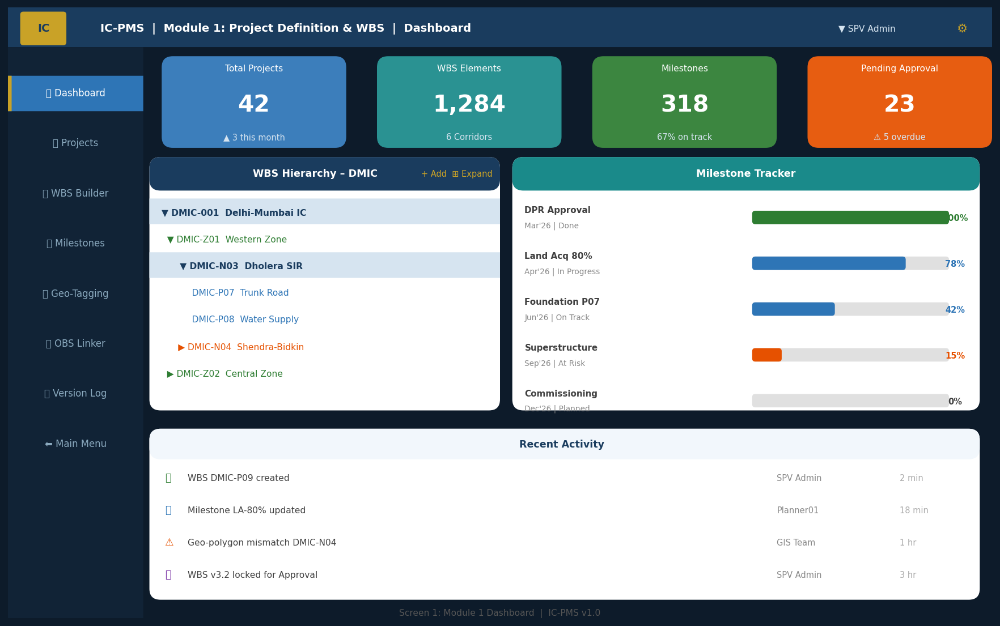 IC
IC-PMS | Module 1: Project Definition & WBS | Dashboard
▼ SPV Admin ⚙
Dashboard
Projects
WBS Builder
Milestones
Geo-Tagging
OBS Linker
Version Log
⬅ Main Menu
Total Projects
42
▲ 3 this month
WBS Elements
1,284
6 Corridors
Milestones
318
67% on track
Pending Approval
23
⚠ 5 overdue
WBS Hierarchy – DMIC
+ Add ⊞ Expand
▼ DMIC-001 Delhi-Mumbai IC
▼ DMIC-Z01 Western Zone
▼ DMIC-N03 Dholera SIR
DMIC-P07 Trunk Road
DMIC-P08 Water Supply
▶ DMIC-N04 Shendra-Bidkin
▶ DMIC-Z02 Central Zone
Milestone Tracker
DPR Approval
Mar'26 | Done
100%
Land Acq 80%
Apr'26 | In Progress
78%
Foundation P07
Jun'26 | On Track
42%
Superstructure
Sep'26 | At Risk
15%
Commissioning
Dec'26 | Planned
0%
Recent Activity
WBS DMIC-P09 created SPV Admin 2 min
Milestone LA-80% updated Planner01 18 min
⚠ Geo-polygon mismatch DMIC-N04 GIS Team 1 hr
WBS v3.2 locked for Approval SPV Admin 3 hr
Screen 1: Module 1 Dashboard | IC-PMS v1.0